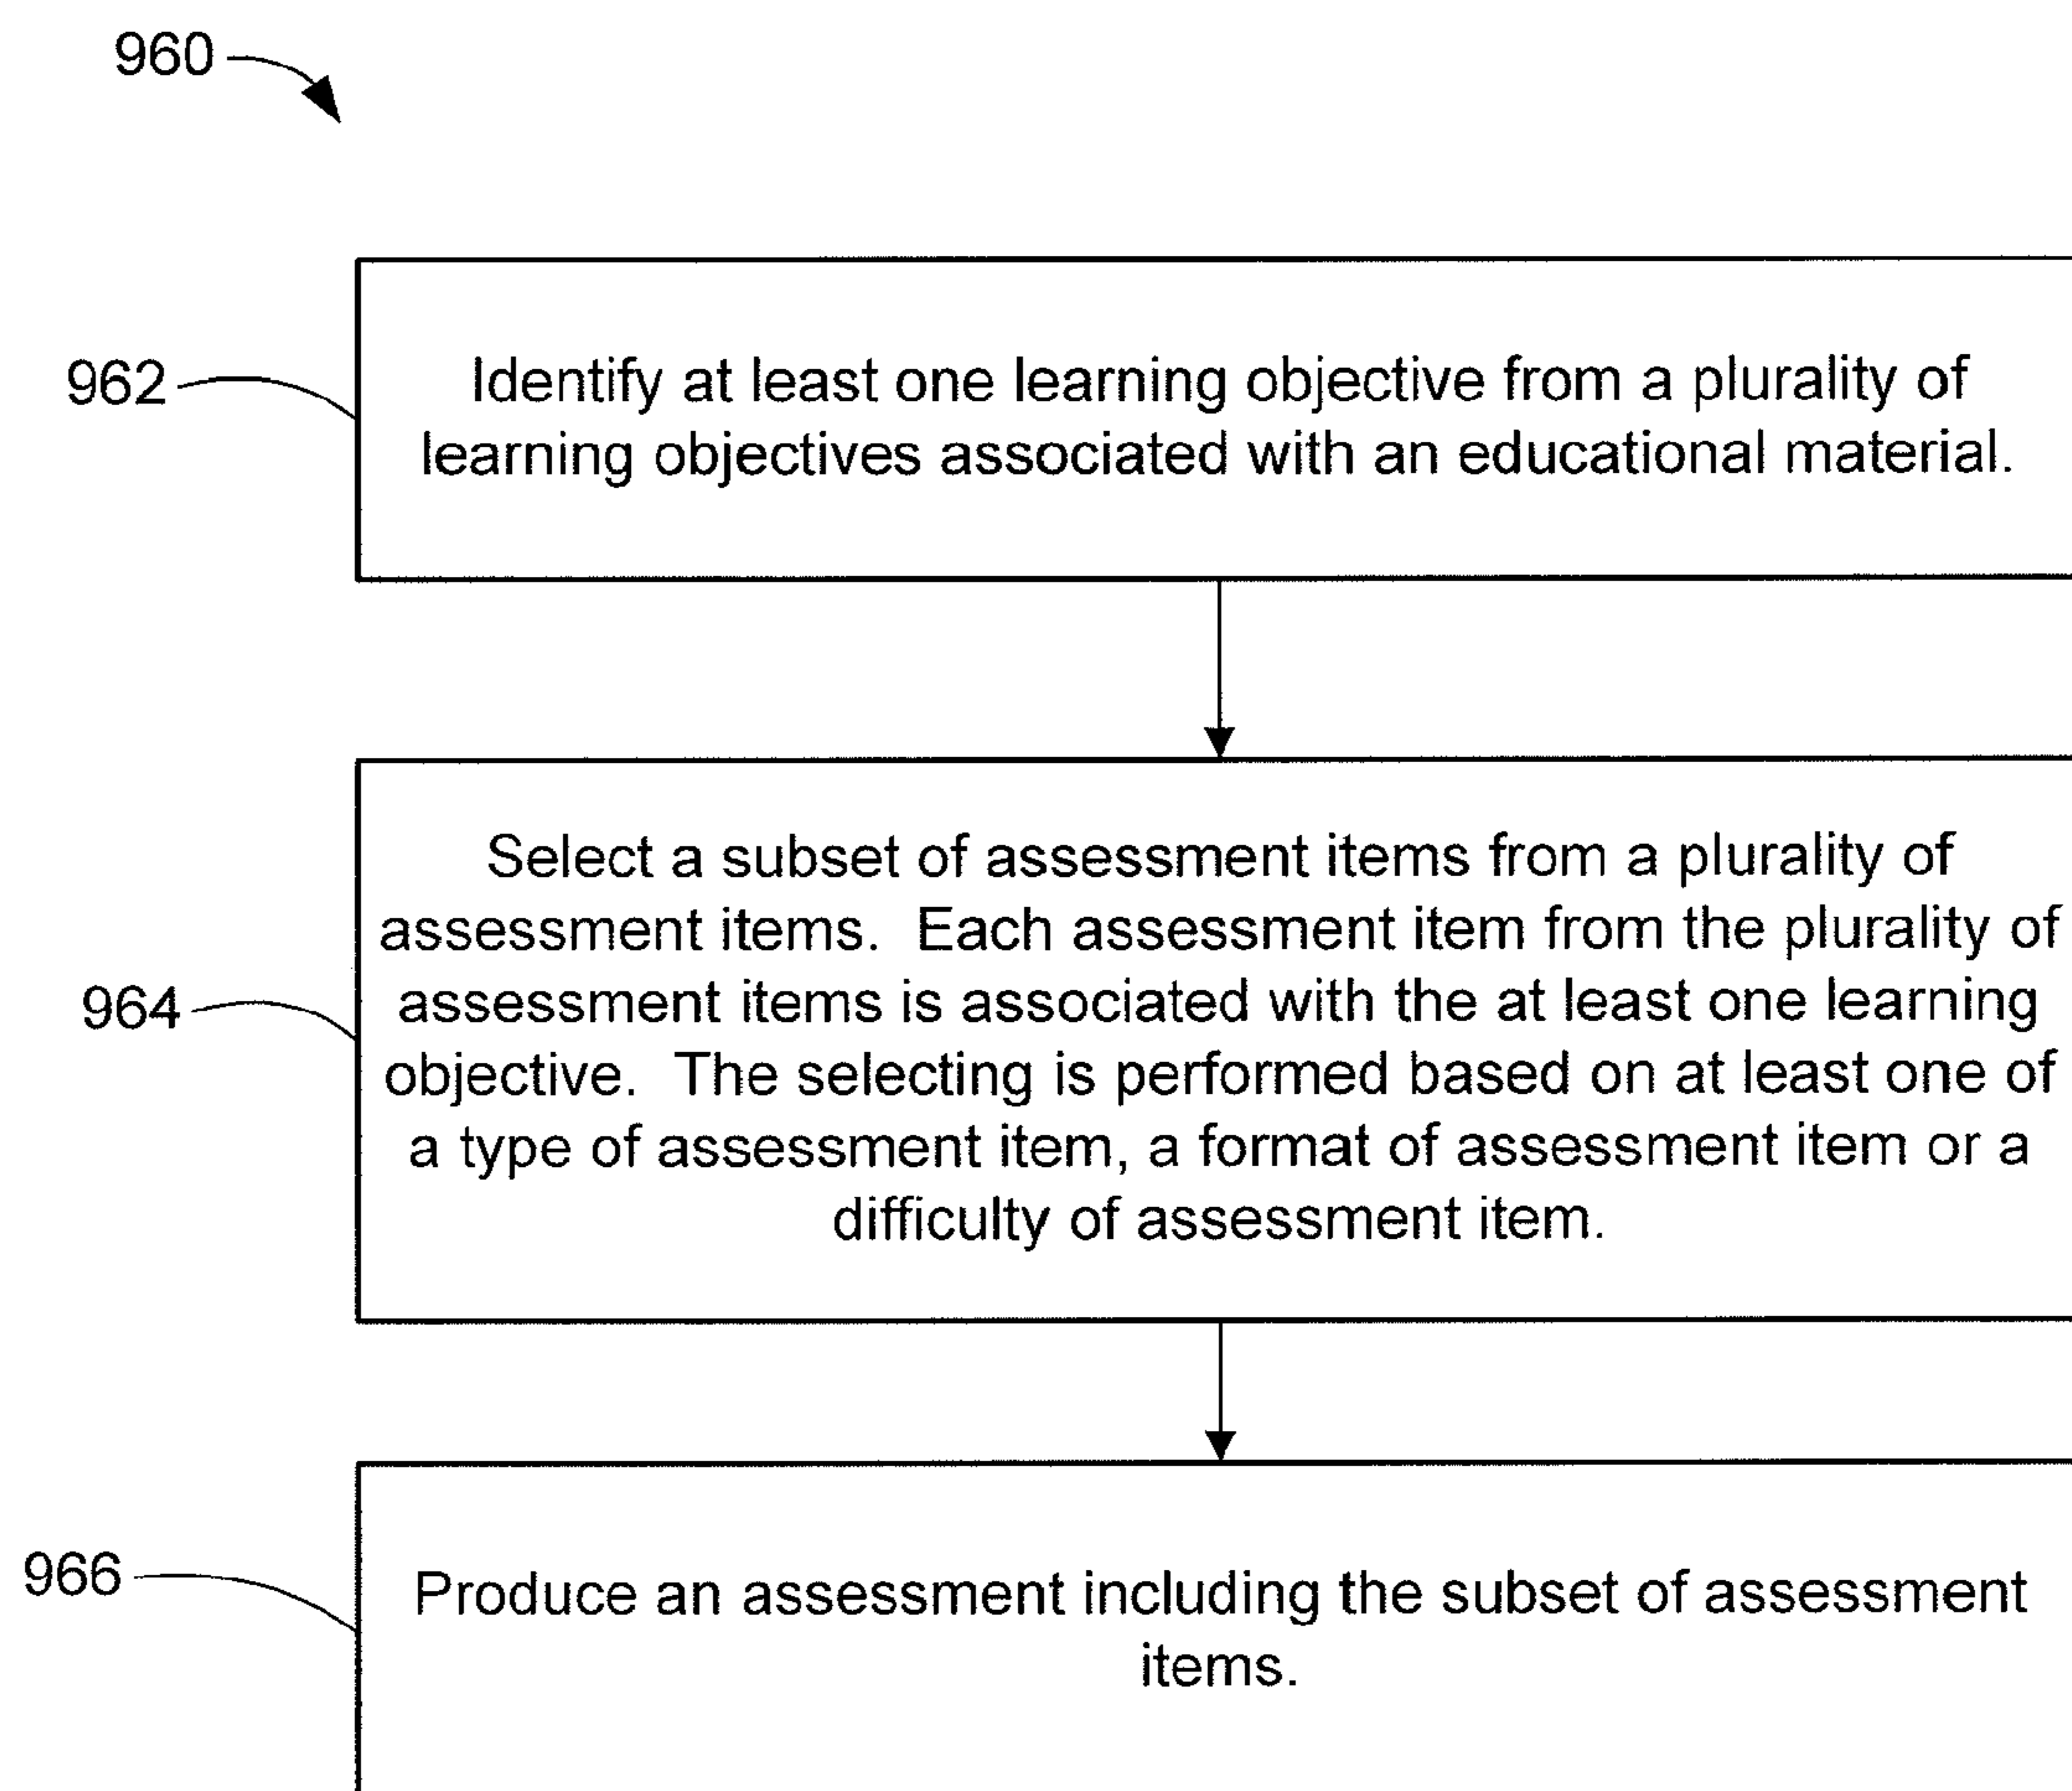 960
962
Identify at least one learning objective from a plurality of
learning objectives associated with an educational material.
964
Select a subset of assessment items from a plurality of
assessment items.  Each assessment item from the plurality of
assessment items is associated with the at least one learning
objective.  The selecting is performed based on at least one of
a type of assessment item, a format of assessment item or a
difficulty of assessment item.
966
Produce an assessment including the subset of assessment
items.